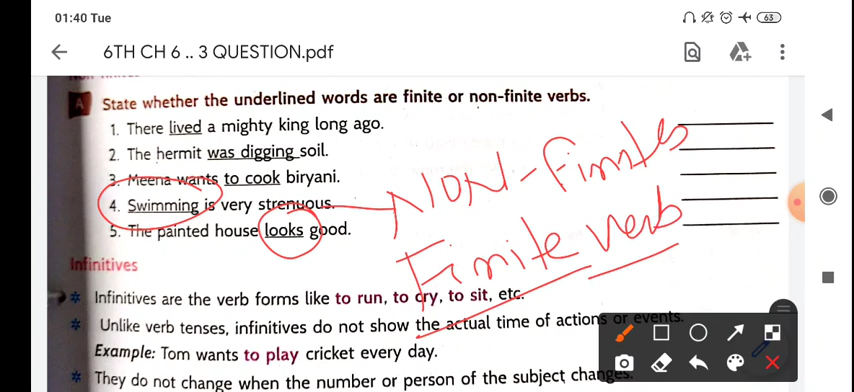 01:40 Tue
63
6TH CH 6 .. 3 QUESTION.pdf
A State whether the underlined words are finite or non-finite verbs.
1. There lived a mighty king long ago.
2. The hermit was digging soil.
3. Meena wants to cook biryani.
4. Swimming is very strenuous.
5. The painted house looks good.
NON-finites
Finite verb
Infinitives
* Infinitives are the verb forms like to run, to cry, to sit, etc.
* Unlike verb tenses, infinitives do not show the actual time of actions or events.
Example: Tom wants to play cricket every day.
* They do not change when the number or person of the subject changes.